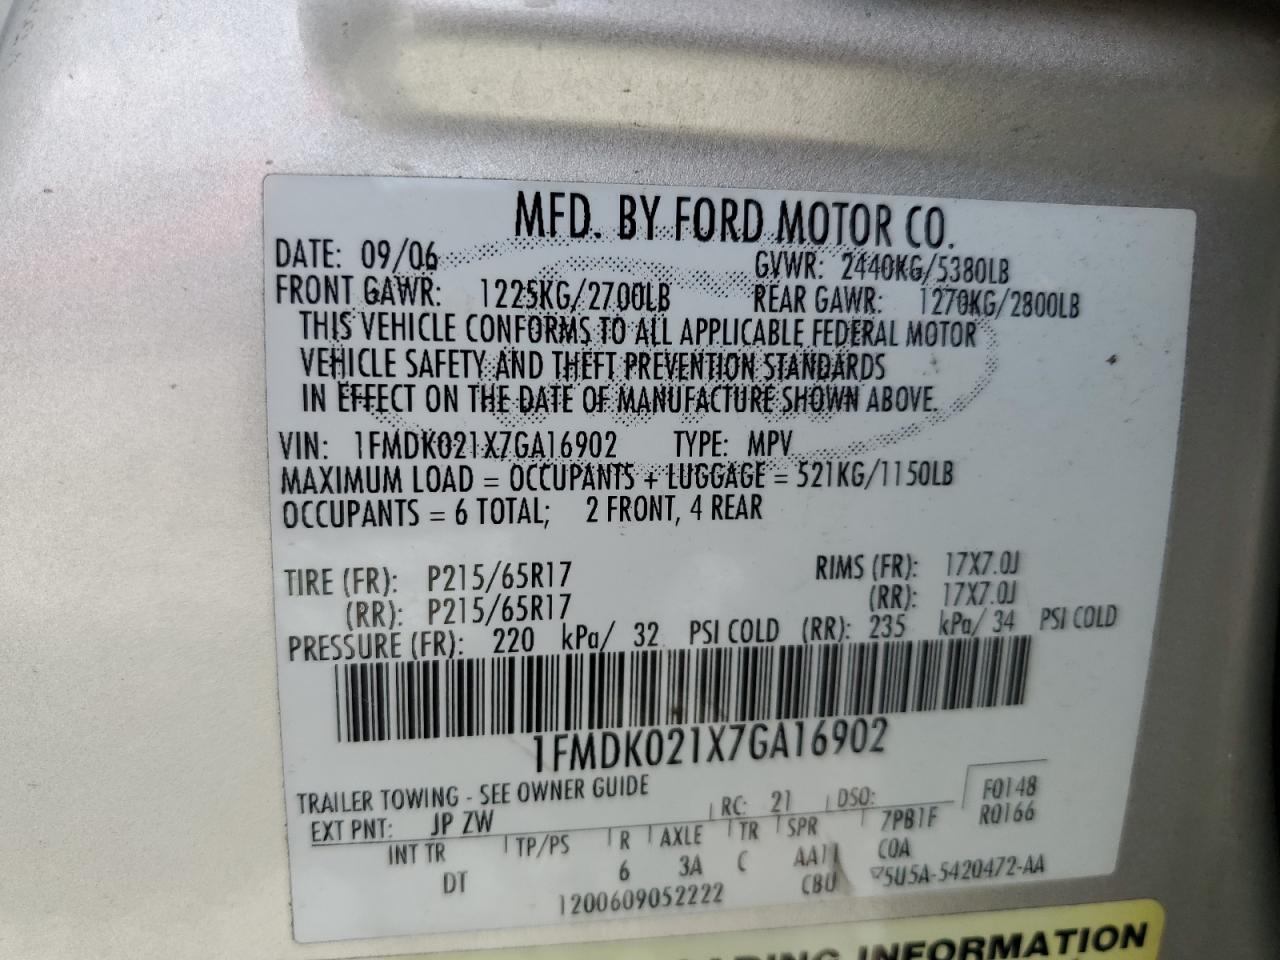 MFD. BY FORD MOTOR CO.
DATE: 09/06 GVWR: 2440KG/5380LB
FRONT GAWR: 1225KG/2700LB REAR GAWR: 1270KG/2800LB
THIS VEHICLE CONFORMS TO ALL APPLICABLE FEDERAL MOTOR
VEHICLE SAFETY AND THEFT PREVENTION STANDARDS
IN EFFECT ON THE DATE OF MANUFACTURE SHOWN ABOVE.
VIN: 1FMDK021X7GA16902 TYPE: MPV
MAXIMUM LOAD = OCCUPANTS + LUGGAGE = 521KG/1150LB
OCCUPANTS = 6 TOTAL; 2 FRONT, 4 REAR
TIRE (FR): P215/65R17 RIMS (FR): 17X7.0J
(RR): P215/65R17 (RR): 17X7.0J
PRESSURE (FR): 220 kPa/ 32 PSI COLD (RR): 235 kPa/ 34 PSI COLD
1FMDK021X7GA16902
TRAILER TOWING - SEE OWNER GUIDE
EXT PNT: JP ZW RC: 21 DSO: F0148
INT TR TP/PS R AXLE TR SPR 7PB1F R0166
DT 6 3A C AA11 COA
1200609052222 CBU 5U5A-5420472-AA
INFORMATION